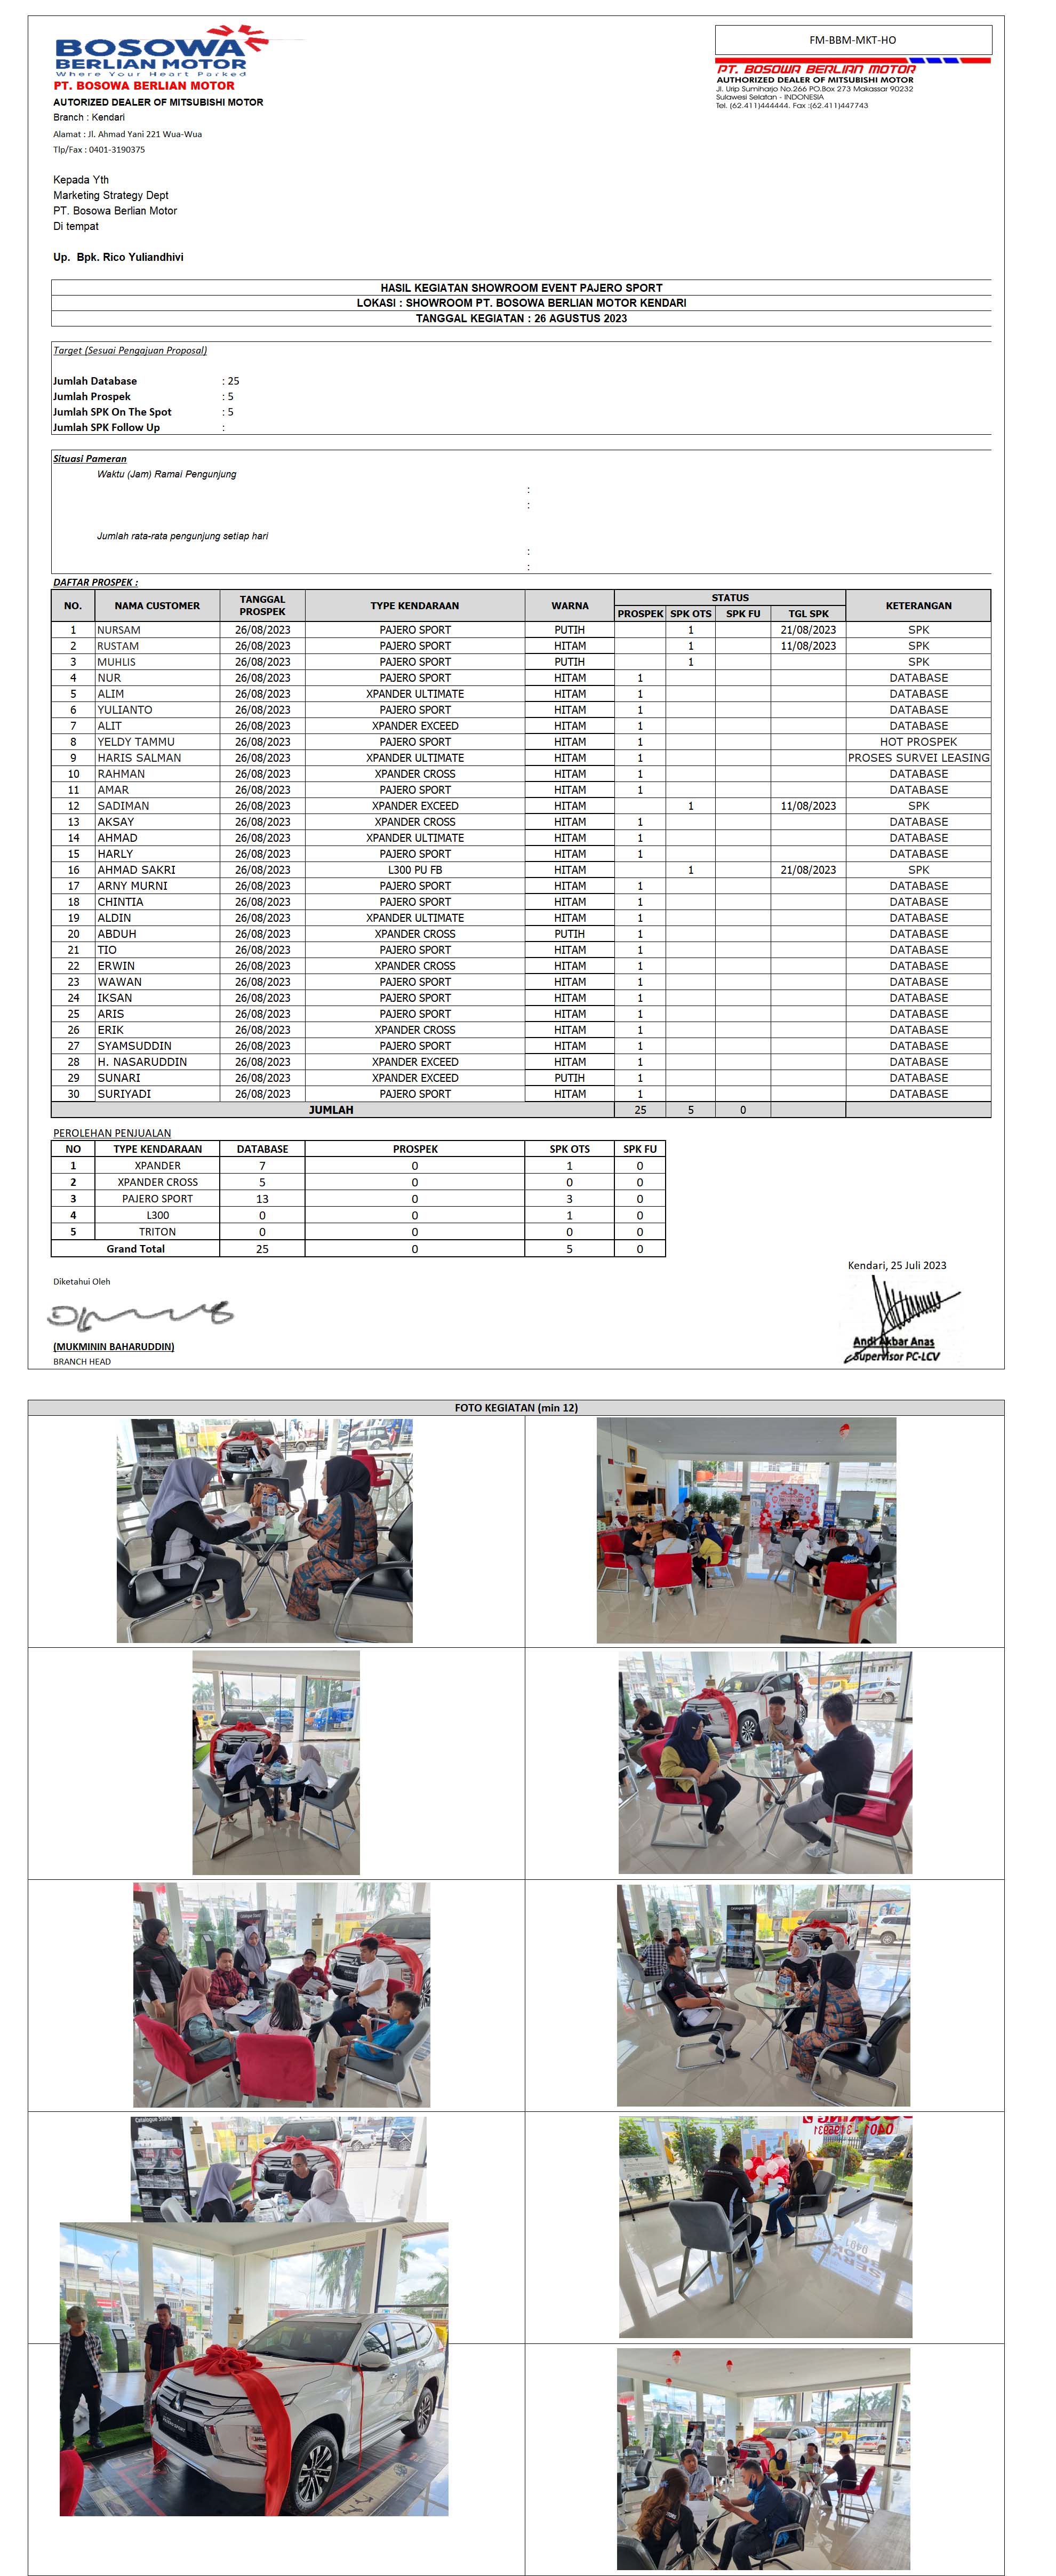 BOSOWA
BERLIAN MOTOR
Where Your Heart Parked
PT. BOSOWA BERLIAN MOTOR
AUTORIZED DEALER OF MITSUBISHI MOTOR
Branch : Kendari
Alamat : Jl. Ahmad Yani 221 Wua-Wua
Tlp/Fax : 0401-3190375
FM-BBM-MKT-HO
PT. BOSOWA BERLIAN MOTOR
AUTHORIZED DEALER OF MITSUBISHI MOTOR
Jl. Urip Sumiharjo No.266 PO.Box 273 Makassar 90232
Sulawesi Selatan - INDONESIA
Tel. (62.411)444444. Fax :(62.411)447743
Kepada Yth
Marketing Strategy Dept
PT. Bosowa Berlian Motor
Di tempat
Up. Bpk. Rico Yuliandhivi
HASIL KEGIATAN SHOWROOM EVENT PAJERO SPORT
LOKASI : SHOWROOM PT. BOSOWA BERLIAN MOTOR KENDARI
TANGGAL KEGIATAN : 26 AGUSTUS 2023
Target (Sesuai Pengajuan Proposal)
Jumlah Database : 25
Jumlah Prospek : 5
Jumlah SPK On The Spot : 5
Jumlah SPK Follow Up :
Situasi Pameran
Waktu (Jam) Ramai Pengunjung
:
:
Jumlah rata-rata pengunjung setiap hari
:
:
DAFTAR PROSPEK :
NO. NAMA CUSTOMER TANGGAL PROSPEK TYPE KENDARAAN WARNA STATUS KETERANGAN
PROSPEK SPK OTS SPK FU TGL SPK
1 NURSAM 26/08/2023 PAJERO SPORT PUTIH 1 21/08/2023 SPK
2 RUSTAM 26/08/2023 PAJERO SPORT HITAM 1 11/08/2023 SPK
3 MUHLIS 26/08/2023 PAJERO SPORT PUTIH 1 SPK
4 NUR 26/08/2023 PAJERO SPORT HITAM 1 DATABASE
5 ALIM 26/08/2023 XPANDER ULTIMATE HITAM 1 DATABASE
6 YULIANTO 26/08/2023 PAJERO SPORT HITAM 1 DATABASE
7 ALIT 26/08/2023 XPANDER EXCEED HITAM 1 DATABASE
8 YELDY TAMMU 26/08/2023 PAJERO SPORT HITAM 1 HOT PROSPEK
9 HARIS SALMAN 26/08/2023 XPANDER ULTIMATE HITAM 1 PROSES SURVEI LEASING
10 RAHMAN 26/08/2023 XPANDER CROSS HITAM 1 DATABASE
11 AMAR 26/08/2023 PAJERO SPORT HITAM 1 DATABASE
12 SADIMAN 26/08/2023 XPANDER EXCEED HITAM 1 11/08/2023 SPK
13 AKSAY 26/08/2023 XPANDER CROSS HITAM 1 DATABASE
14 AHMAD 26/08/2023 XPANDER ULTIMATE HITAM 1 DATABASE
15 HARLY 26/08/2023 PAJERO SPORT HITAM 1 DATABASE
16 AHMAD SAKRI 26/08/2023 L300 PU FB HITAM 1 21/08/2023 SPK
17 ARNY MURNI 26/08/2023 PAJERO SPORT HITAM 1 DATABASE
18 CHINTIA 26/08/2023 PAJERO SPORT HITAM 1 DATABASE
19 ALDIN 26/08/2023 XPANDER ULTIMATE HITAM 1 DATABASE
20 ABDUH 26/08/2023 XPANDER CROSS PUTIH 1 DATABASE
21 TIO 26/08/2023 PAJERO SPORT HITAM 1 DATABASE
22 ERWIN 26/08/2023 XPANDER CROSS HITAM 1 DATABASE
23 WAWAN 26/08/2023 PAJERO SPORT HITAM 1 DATABASE
24 IKSAN 26/08/2023 PAJERO SPORT HITAM 1 DATABASE
25 ARIS 26/08/2023 PAJERO SPORT HITAM 1 DATABASE
26 ERIK 26/08/2023 XPANDER CROSS HITAM 1 DATABASE
27 SYAMSUDDIN 26/08/2023 PAJERO SPORT HITAM 1 DATABASE
28 H. NASARUDDIN 26/08/2023 XPANDER EXCEED HITAM 1 DATABASE
29 SUNARI 26/08/2023 XPANDER EXCEED PUTIH 1 DATABASE
30 SURIYADI 26/08/2023 PAJERO SPORT HITAM 1 DATABASE
JUMLAH 25 5 0
PEROLEHAN PENJUALAN
NO TYPE KENDARAAN DATABASE PROSPEK SPK OTS SPK FU
1 XPANDER 7 0 1 0
2 XPANDER CROSS 5 0 0 0
3 PAJERO SPORT 13 0 3 0
4 L300 0 0 1 0
5 TRITON 0 0 0 0
Grand Total 25 0 5 0
Kendari, 25 Juli 2023
Diketahui Oleh
(MUKMININ BAHARUDDIN)
BRANCH HEAD
Andi Akbar Anas
Supervisor PC-LCV
FOTO KEGIATAN (min 12)
Catalogue Stand